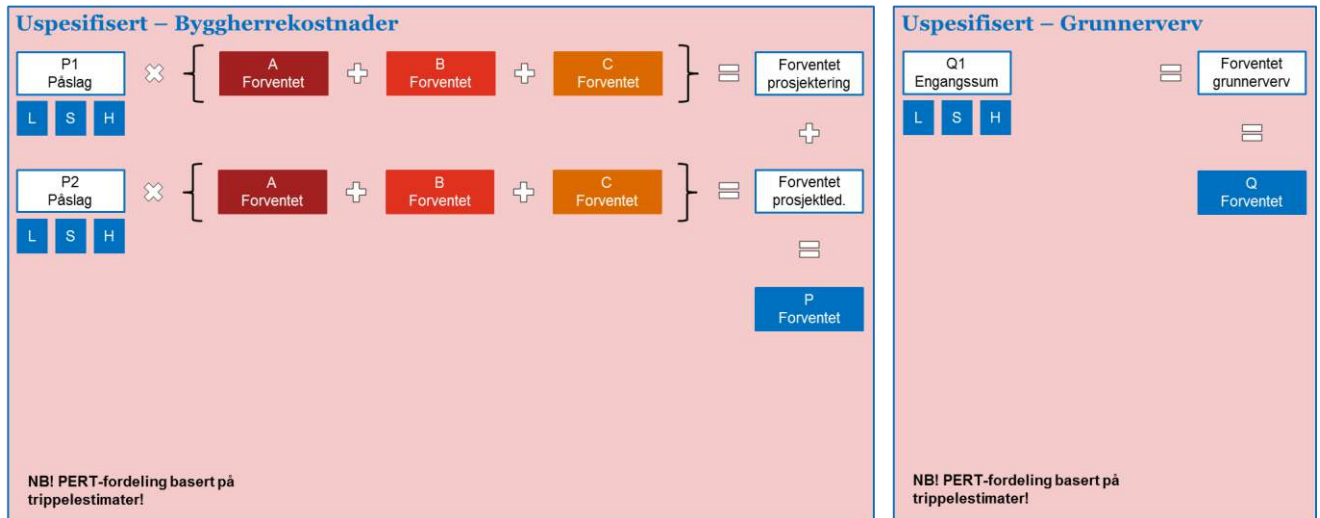 Uspesifisert – Byggherrekostnader
P1
Påslag
A
Forventet
B
Forventet
C
Forventet
Forventet
prosjektering
L S H
P2
Påslag
A
Forventet
B
Forventet
C
Forventet
Forventet
prosjektled.
L S H
P
Forventet
NB! PERT-fordeling basert på
trippelestimater!
Uspesifisert – Grunnerverv
Q1
Engangssum
Forventet
grunnerverv
L S H
Q
Forventet
NB! PERT-fordeling basert på
trippelestimater!